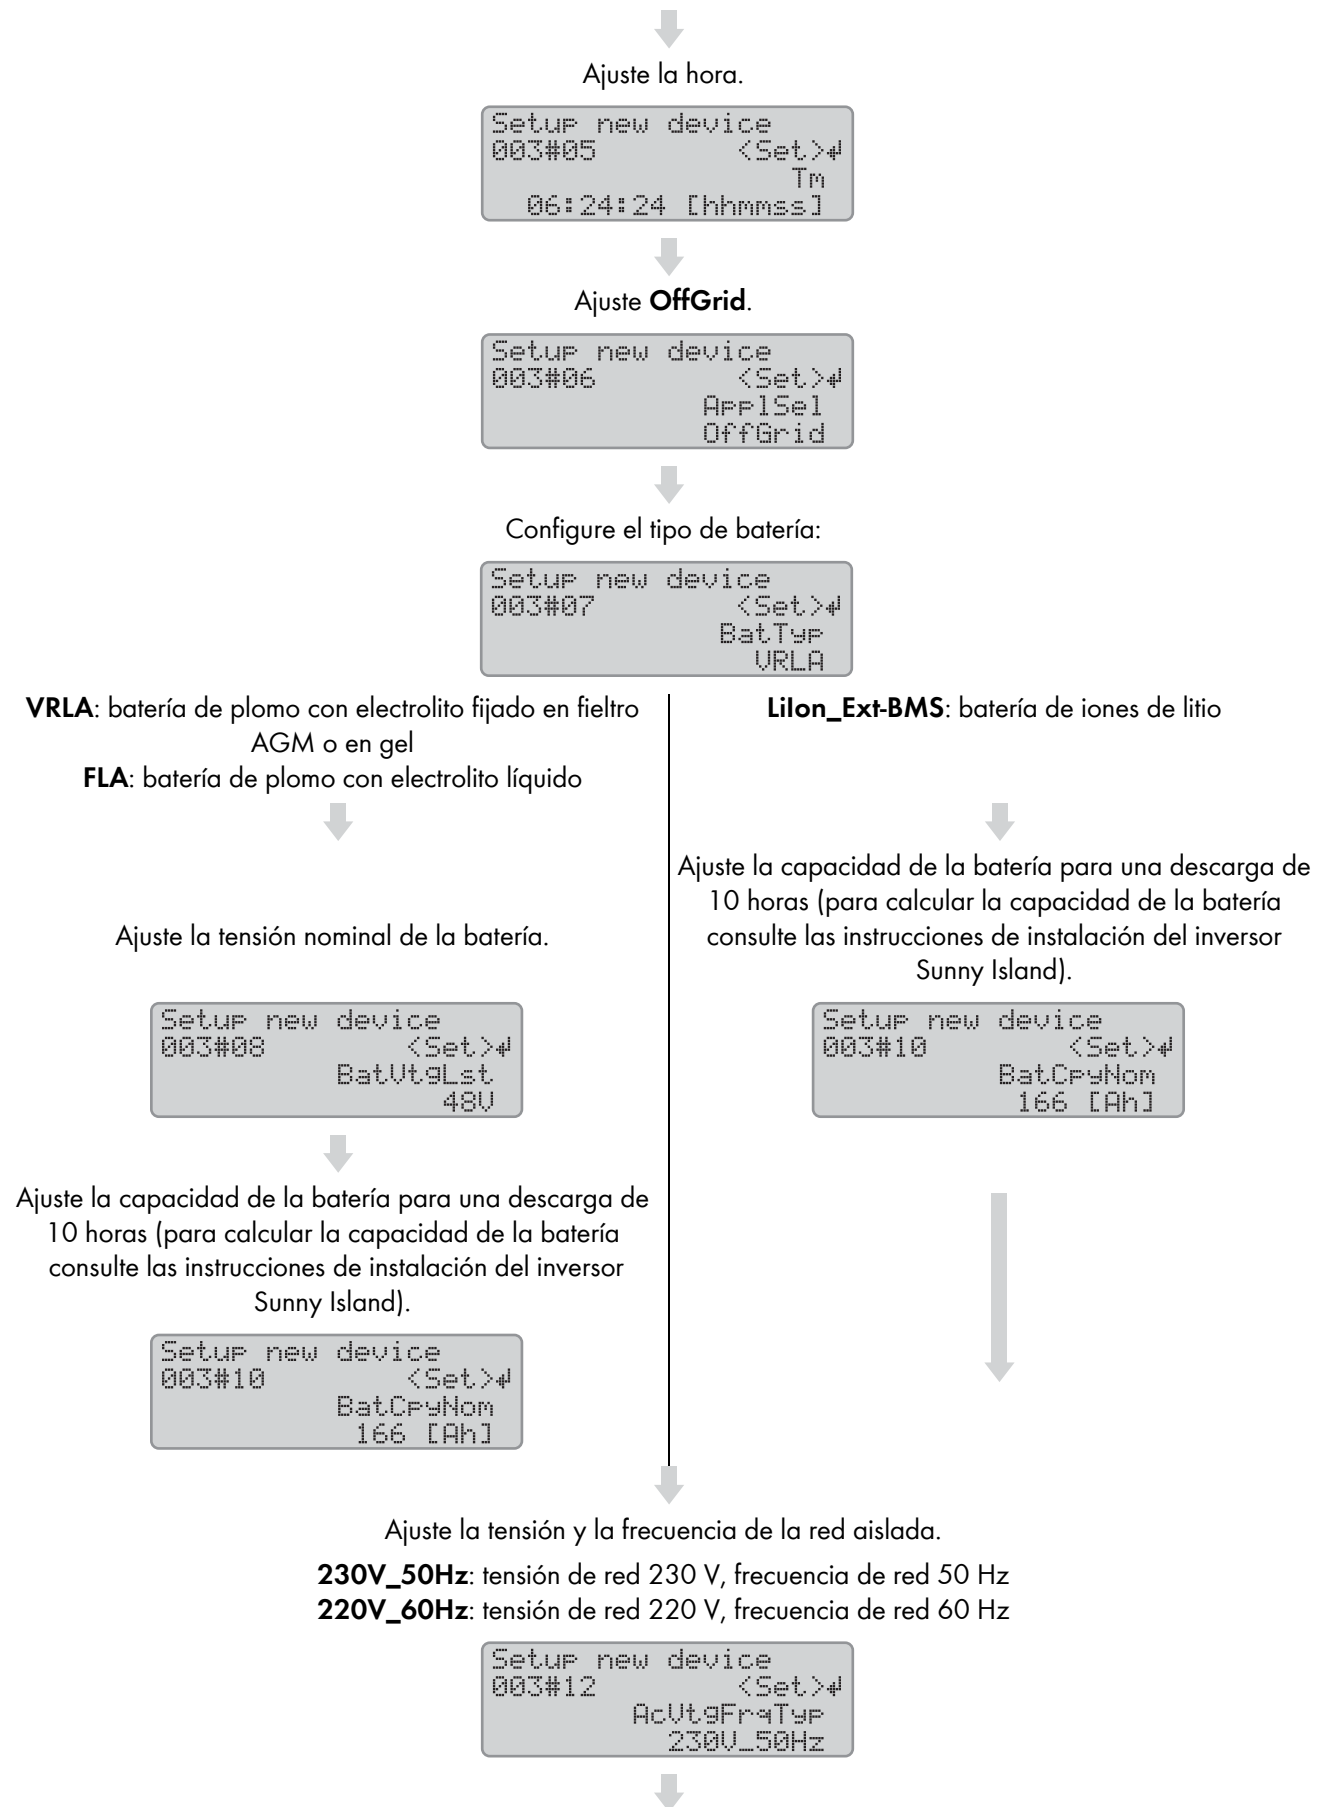 Ajuste la hora.
Setup new device
003#05 <Set>↲
Tm
06:24:24 [hhmmss]
Ajuste OffGrid.
Setup new device
003#06 <Set>↲
ApplSel
OffGrid
Configure el tipo de batería:
Setup new device
003#07 <Set>↲
BatTyp
VRLA
VRLA: batería de plomo con electrolito fijado en fieltro
AGM o en gel
FLA: batería de plomo con electrolito líquido
Ajuste la tensión nominal de la batería.
Setup new device
003#08 <Set>↲
BatVtgLst
48V
Ajuste la capacidad de la batería para una descarga de
10 horas (para calcular la capacidad de la batería
consulte las instrucciones de instalación del inversor
Sunny Island).
Setup new device
003#10 <Set>↲
BatCpyNom
166 [Ah]
LiIon_Ext-BMS: batería de iones de litio
Ajuste la capacidad de la batería para una descarga de
10 horas (para calcular la capacidad de la batería
consulte las instrucciones de instalación del inversor
Sunny Island).
Setup new device
003#10 <Set>↲
BatCpyNom
166 [Ah]
Ajuste la tensión y la frecuencia de la red aislada.
230V_50Hz: tensión de red 230 V, frecuencia de red 50 Hz
220V_60Hz: tensión de red 220 V, frecuencia de red 60 Hz
Setup new device
003#12 <Set>↲
AcVtgFrqTyp
230V_50Hz